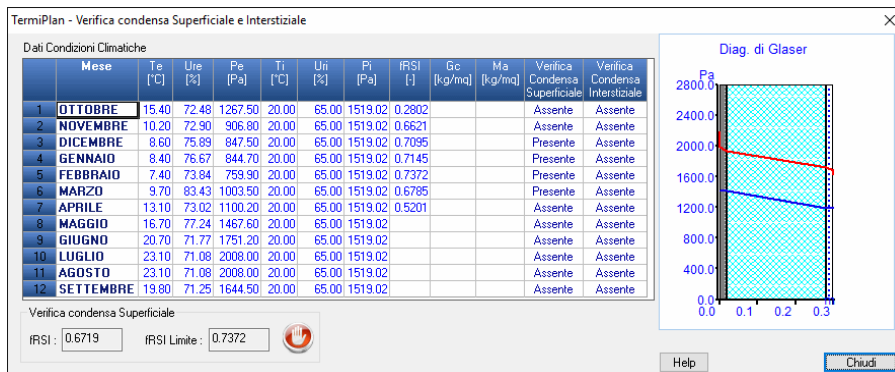 TermiPlan - Verifica condensa Superficiale e Interstiziale
Dati Condizioni Climatiche
Mese Te [°C] Ure [%] Pe [Pa] Ti [°C] Uri [%] Pi [Pa] fRSI [-] Gc [kg/mq] Ma [kg/mq] Verifica Condensa Superficiale Verifica Condensa Interstiziale
1 OTTOBRE 15.40 72.48 1267.50 20.00 65.00 1519.02 0.2802 Assente Assente
2 NOVEMBRE 10.20 72.90 906.80 20.00 65.00 1519.02 0.6621 Assente Assente
3 DICEMBRE 8.60 75.89 847.50 20.00 65.00 1519.02 0.7095 Presente Assente
4 GENNAIO 8.40 76.67 844.70 20.00 65.00 1519.02 0.7145 Presente Assente
5 FEBBRAIO 7.40 73.84 759.90 20.00 65.00 1519.02 0.7372 Presente Assente
6 MARZO 9.70 83.43 1003.50 20.00 65.00 1519.02 0.6785 Presente Assente
7 APRILE 13.10 73.02 1100.20 20.00 65.00 1519.02 0.5201 Assente Assente
8 MAGGIO 16.70 77.24 1467.60 20.00 65.00 1519.02 Assente Assente
9 GIUGNO 20.70 71.77 1751.20 20.00 65.00 1519.02 Assente Assente
10 LUGLIO 23.10 71.08 2008.00 20.00 65.00 1519.02 Assente Assente
11 AGOSTO 23.10 71.08 2008.00 20.00 65.00 1519.02 Assente Assente
12 SETTEMBRE 19.80 71.25 1644.50 20.00 65.00 1519.02 Assente Assente
Verifica condensa Superficiale
fRSI : 0.6719 fRSI Limite : 0.7372
Diag. di Glaser
Pa
2800.0
2400.0
2000.0
1600.0
1200.0
800.0
400.0
0.0
0.0 0.1 0.2 0.3
Help Chiudi